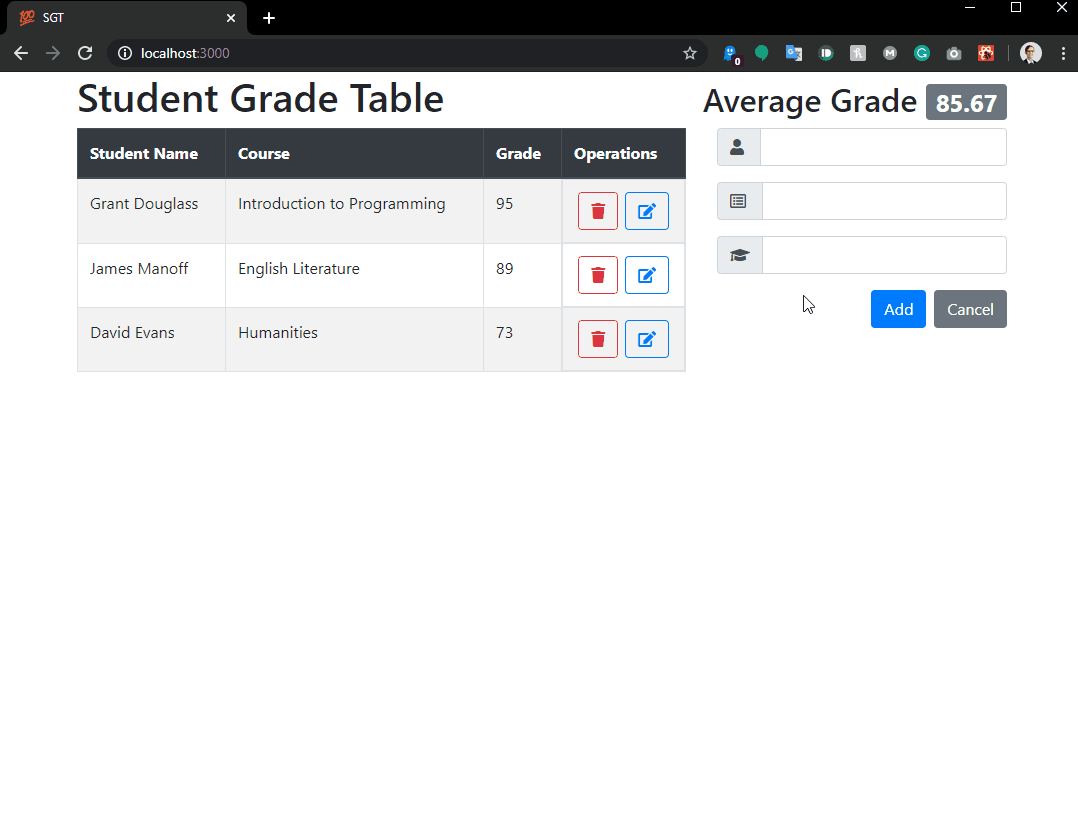 SGT
localhost:3000
0
Student Grade Table
Average Grade 85.67
Student Name Course Grade Operations
Grant Douglass Introduction to Programming 95
James Manoff English Literature 89
David Evans Humanities 73
Add Cancel